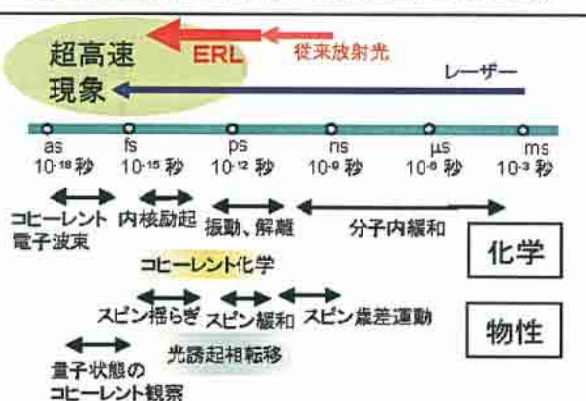 超高速
現象
ERL
従来放射光
レーザー
as
fs
ps
ns
μs
ms
10-18 秒
10-15 秒
10-12 秒
10-9 秒
10-6 秒
10-3 秒
コヒーレント
電子波束
内核励起
振動、解離
分子内緩和
化学
コヒーレント化学
スピン揺らぎ
スピン緩和
スピン歳差運動
物性
光誘起相転移
量子状態の
コヒーレント観察